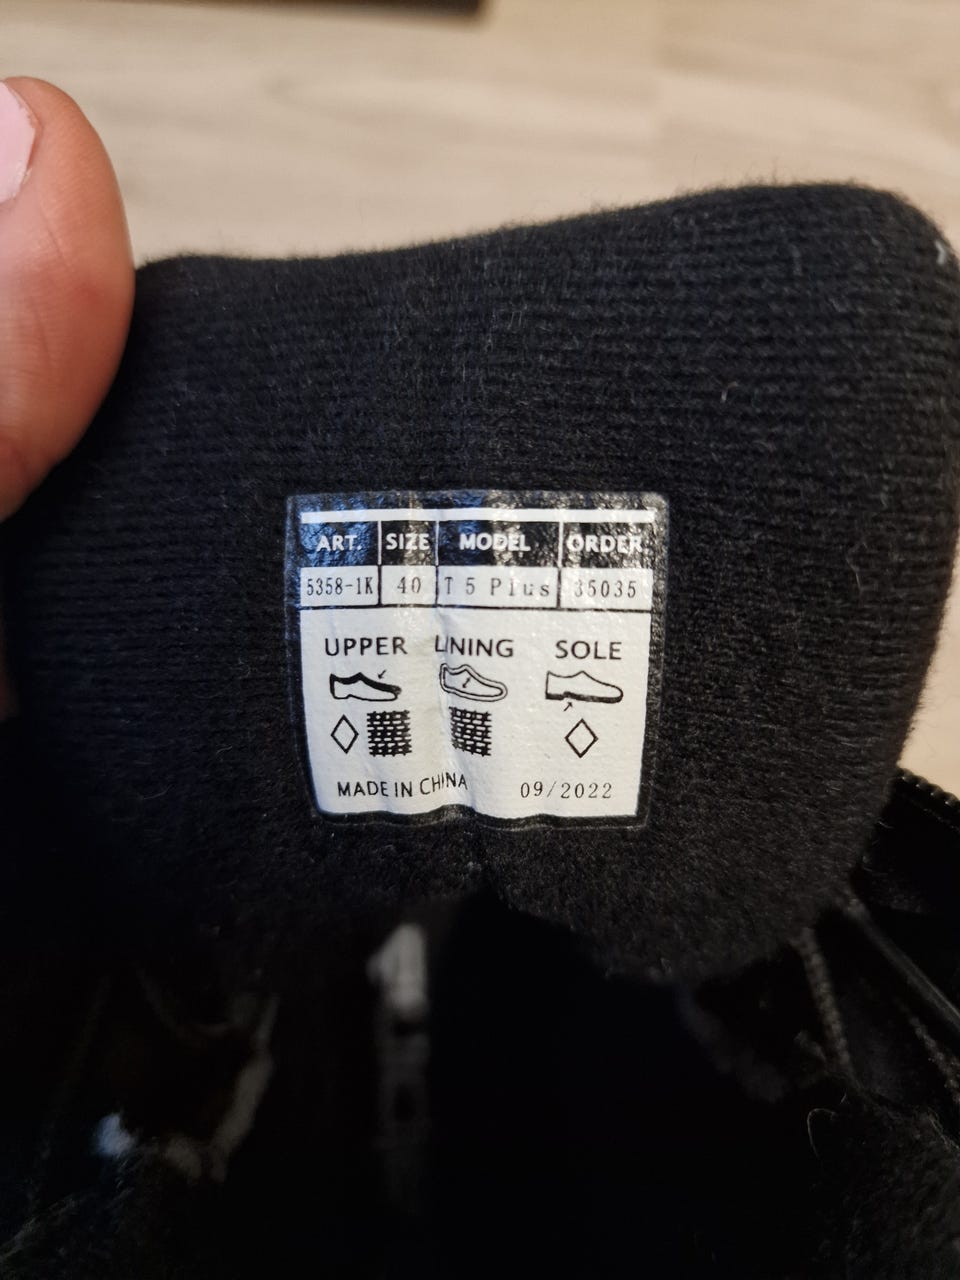 ART. SIZE MODEL ORDER.
5358-1K 40 T 5 Plus 35035
UPPER LINING SOLE
MADE IN CHINA 09/2022